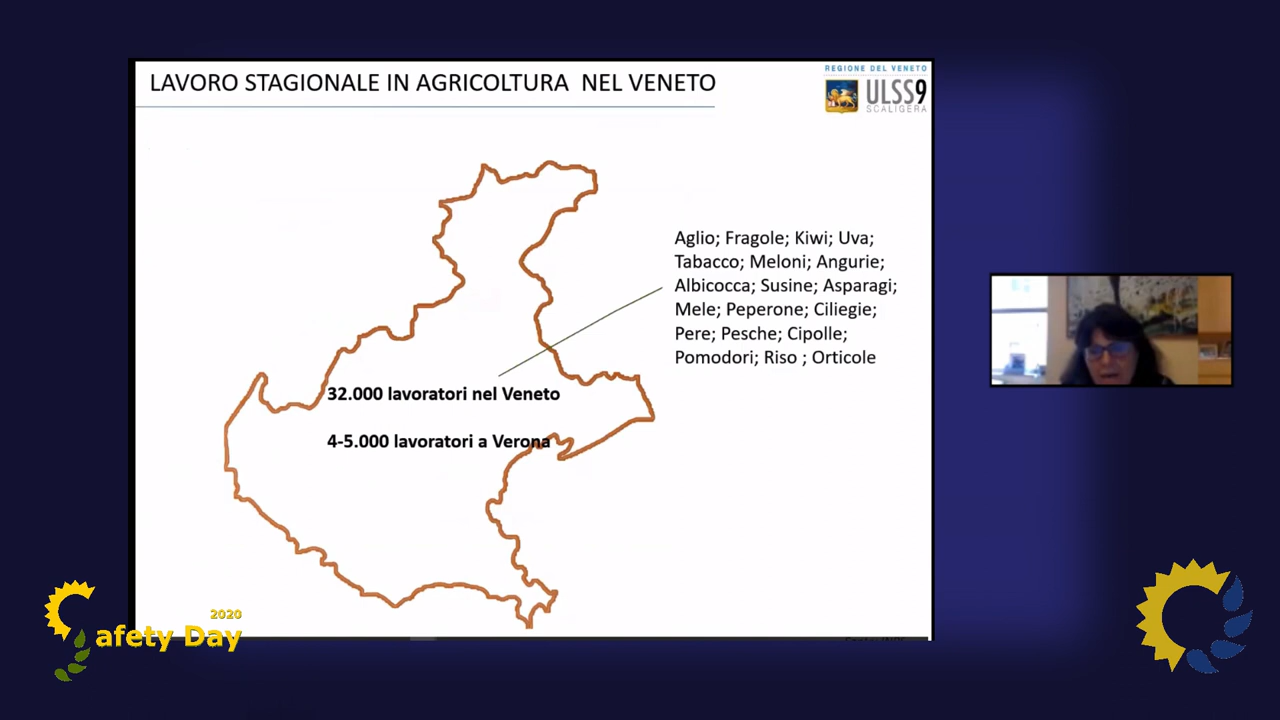 LAVORO STAGIONALE IN AGRICOLTURA NEL VENETO
REGIONE DEL VENETO
ULSS9
SCALIGERA
Aglio; Fragole; Kiwi; Uva;
Tabacco; Meloni; Angurie;
Albicocca; Susine; Asparagi;
Mele; Peperone; Ciliegie;
Pere; Pesche; Cipolle;
Pomodori; Riso ; Orticole
32.000 lavoratori nel Veneto
4-5.000 lavoratori a Verona
2020
Safety Day